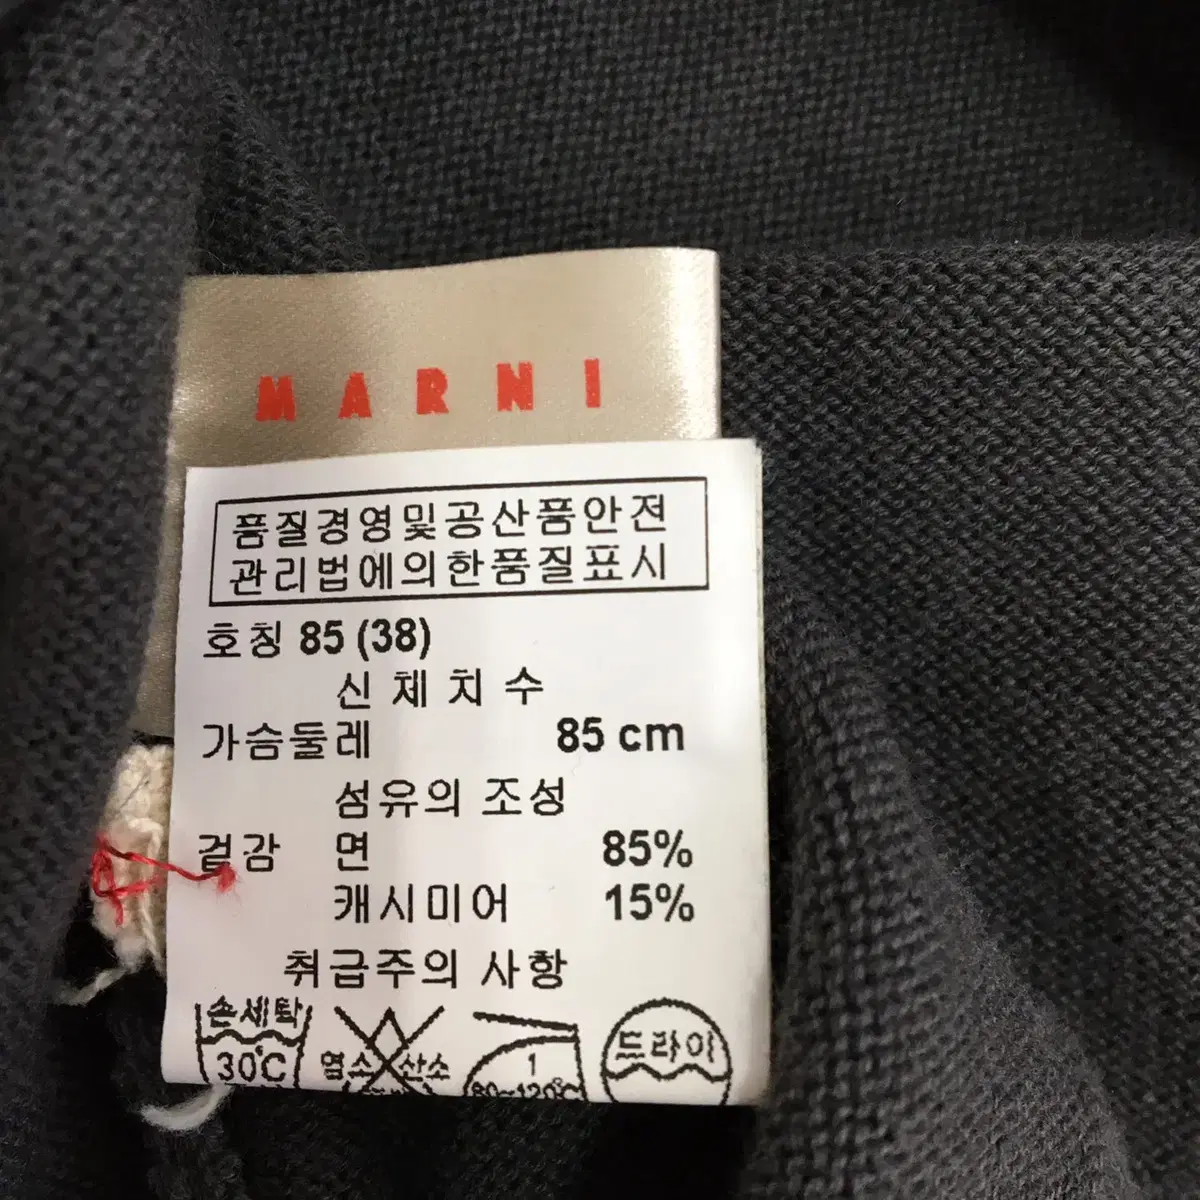 MARNI
품질경영및공산품안전
관리법에의한품질표시
호칭 85 (38)
신체치수
가슴둘레 85 cm
섬유의 조성
겉감 면 85%
캐시미어 15%
취급주의 사항
손세탁
30℃
염소 산소
1
80~120℃
드라이